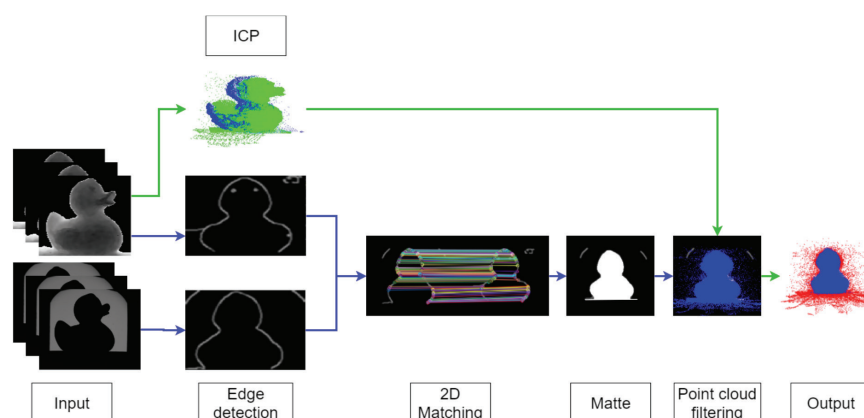 ICP
Input
Edge
detection
2D
Matching
Matte
Point cloud
filtering
Output